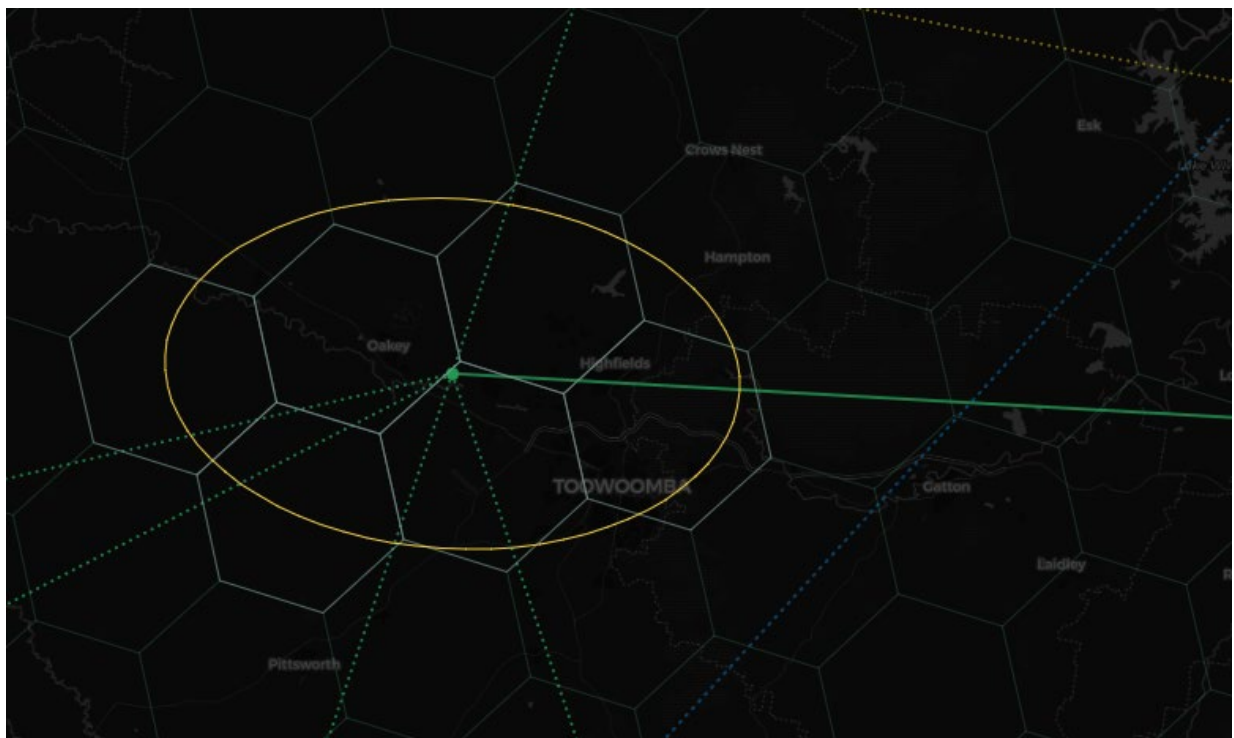 Esk
Crows Nest
Hampton
Oakey
Highfields
TOOWOOMBA
Gatton
Laidley
Pittsworth